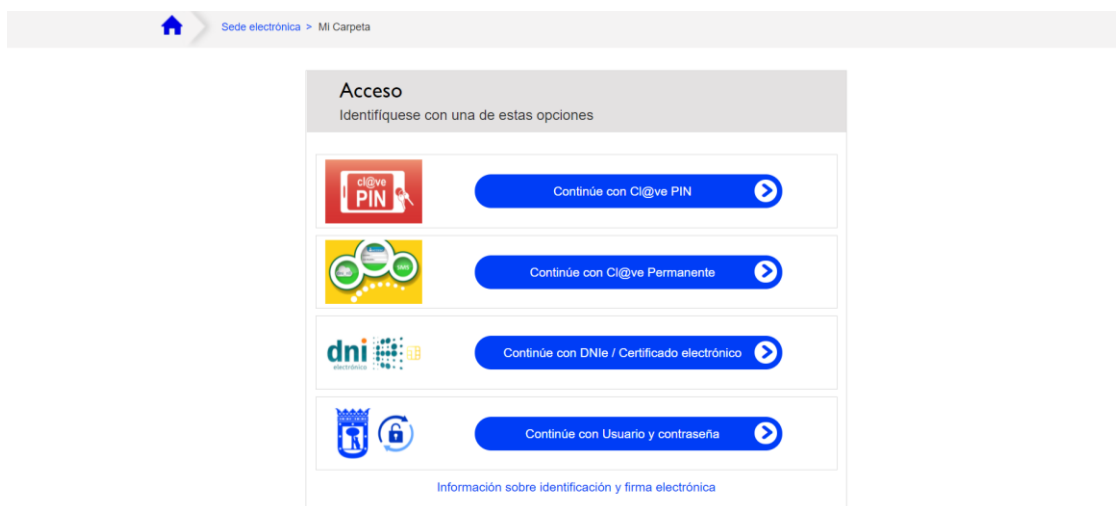 Sede electrónica > Mi Carpeta
Acceso
Identifíquese con una de estas opciones
cl@ve
PIN
Continúe con Cl@ve PIN
SMS
Continúe con Cl@ve Permanente
dni
electrónico
Continúe con DNIe / Certificado electrónico
Continúe con Usuario y contraseña
Información sobre identificación y firma electrónica